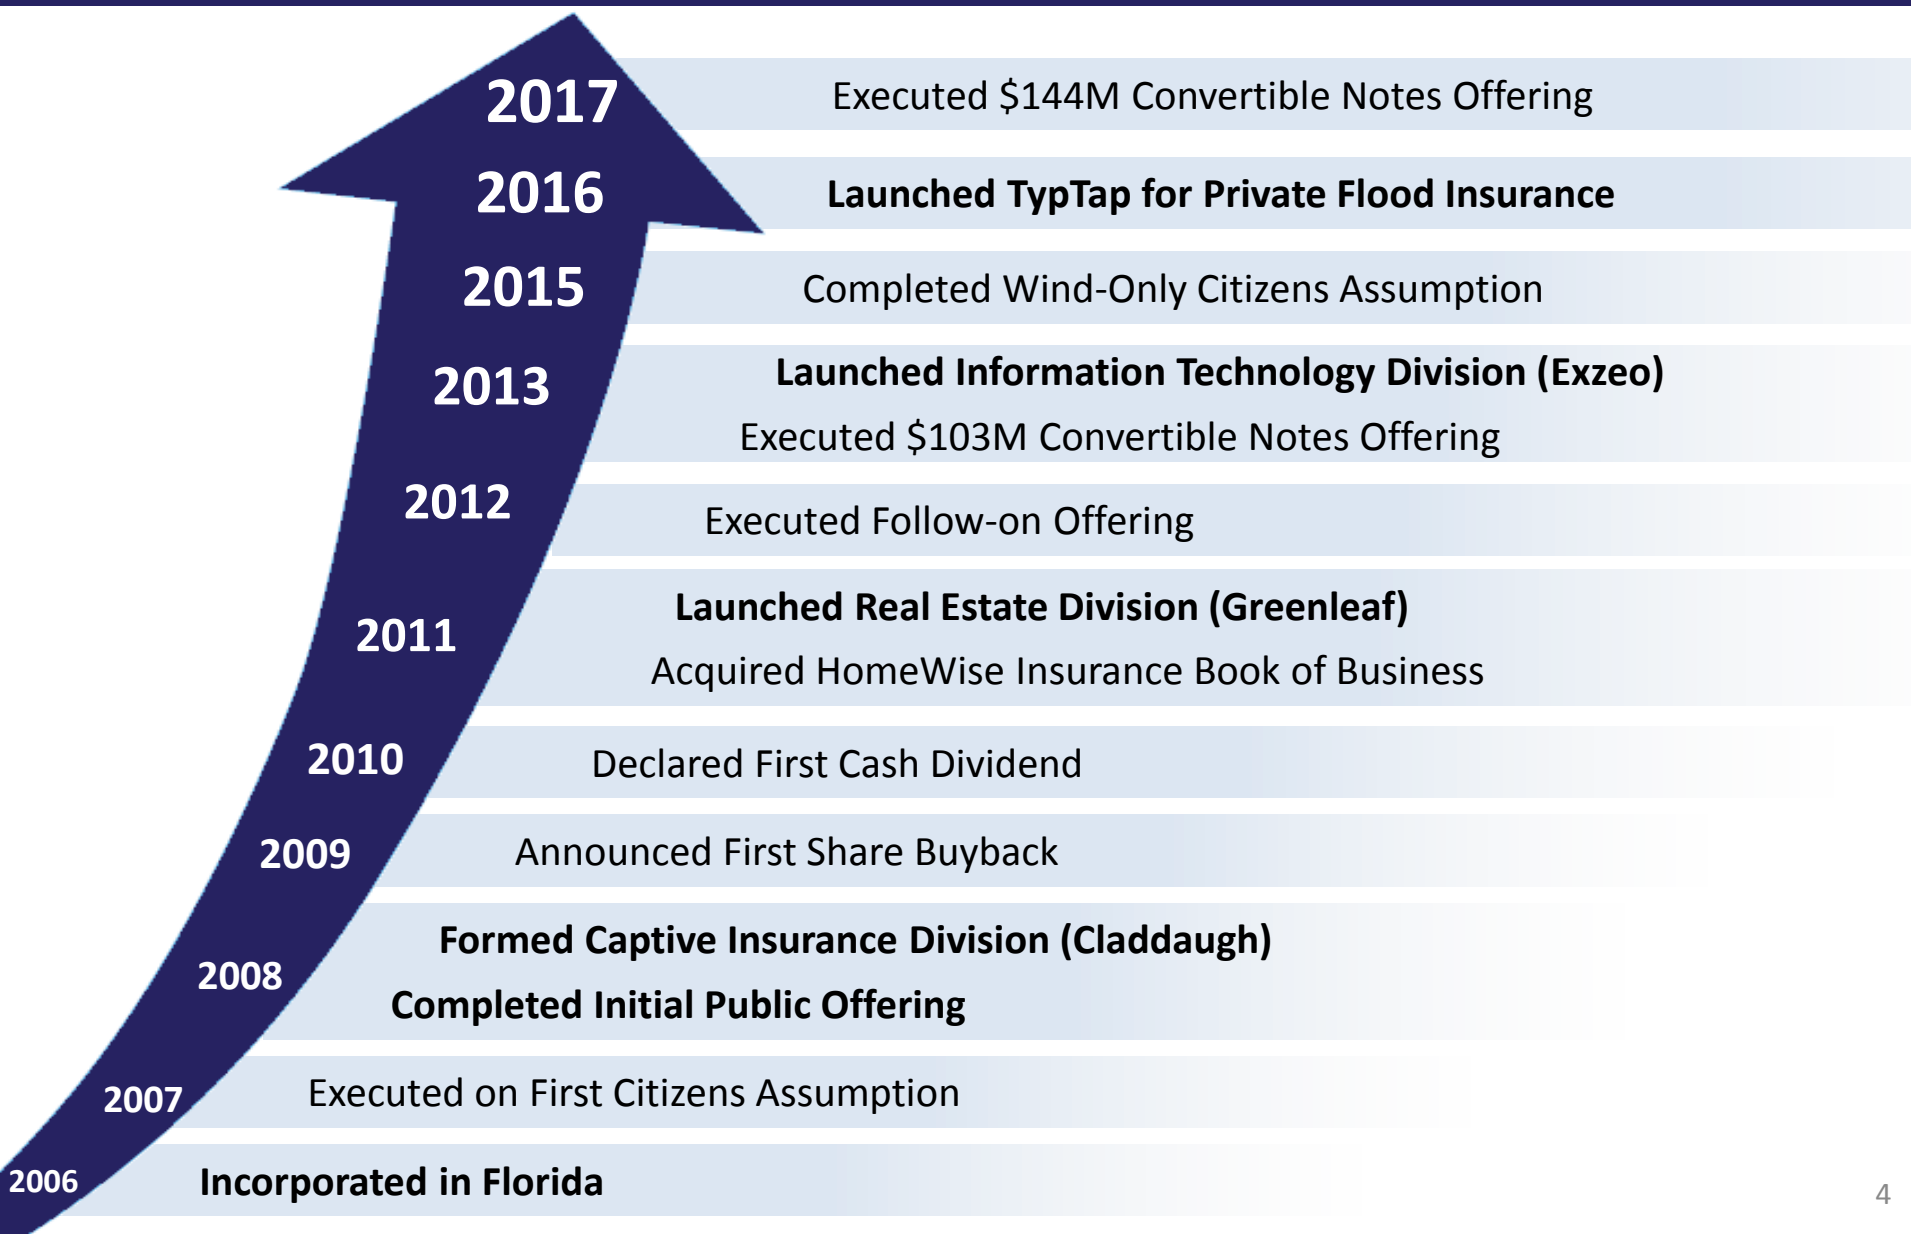 2017
Executed $144M Convertible Notes Offering
2016
Launched TypTap for Private Flood Insurance
2015
Completed Wind-Only Citizens Assumption
2013
Launched Information Technology Division (Exzeo)
Executed $103M Convertible Notes Offering
2012
Executed Follow-on Offering
2011
Launched Real Estate Division (Greenleaf)
Acquired HomeWise Insurance Book of Business
2010
Declared First Cash Dividend
2009
Announced First Share Buyback
2008
Formed Captive Insurance Division (Claddaugh)
Completed Initial Public Offering
2007
Executed on First Citizens Assumption
2006
Incorporated in Florida
4